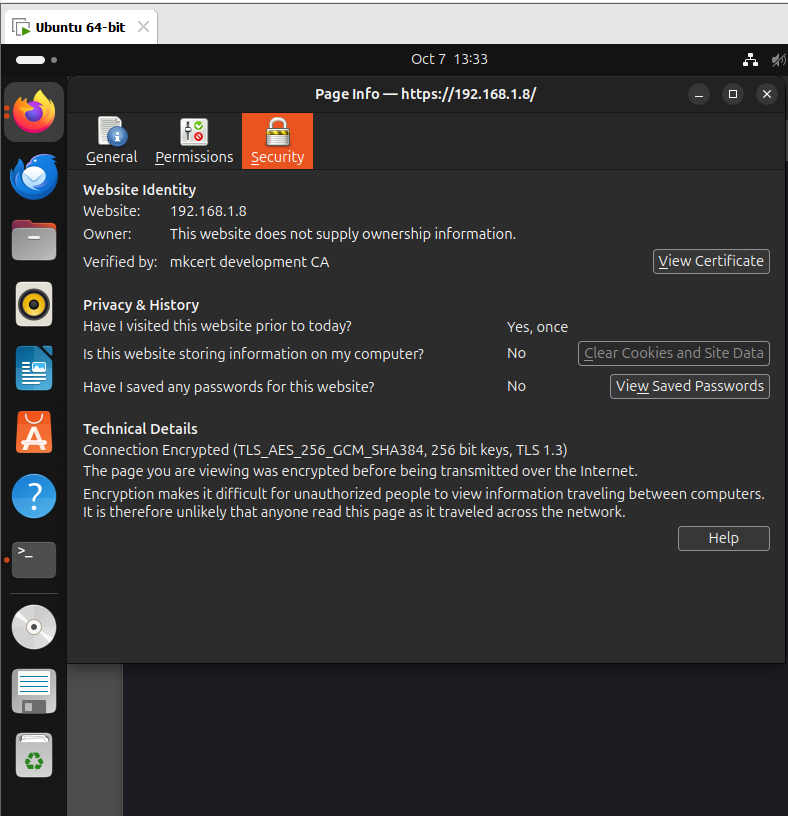 Ubuntu 64-bit
Oct 7 13:33
Page Info — https://192.168.1.8/
General Permissions Security
Website Identity
Website: 192.168.1.8
Owner: This website does not supply ownership information.
Verified by: mkcert development CA View Certificate
Privacy & History
Have I visited this website prior to today? Yes, once
Is this website storing information on my computer? No Clear Cookies and Site Data
Have I saved any passwords for this website? No View Saved Passwords
Technical Details
Connection Encrypted (TLS_AES_256_GCM_SHA384, 256 bit keys, TLS 1.3)
The page you are viewing was encrypted before being transmitted over the Internet.
Encryption makes it difficult for unauthorized people to view information traveling between computers.
It is therefore unlikely that anyone read this page as it traveled across the network.
Help